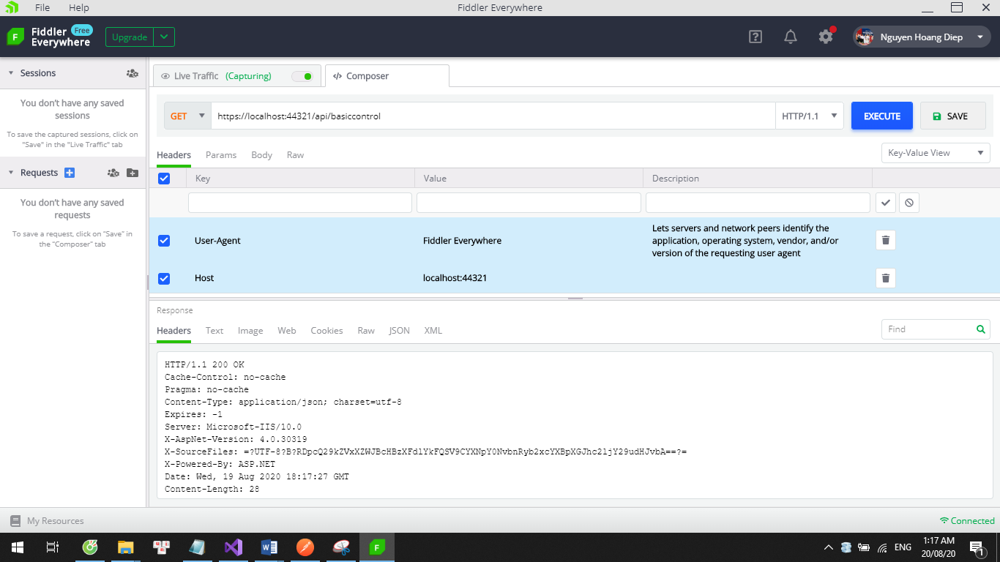 File Help
Fiddler Everywhere
Fiddler Free
Everywhere
Upgrade
Nguyen Hoang Diep
Sessions
You don't have any saved
sessions
To save the captured sessions, click on
"Save" in the "Live Traffic" tab
Requests
You don't have any saved
requests
To save a request, click on "Save" in
the "Composer" tab
Live Traffic (Capturing)
Composer
GET https://localhost:44321/api/basiccontrol HTTP/1.1 EXECUTE SAVE
Headers Params Body Raw Key-Value View
Key Value Description
User-Agent Fiddler Everywhere
Lets servers and network peers identify the
application, operating system, vendor, and/or
version of the requesting user agent
Host localhost:44321
Response
Headers Text Image Web Cookies Raw JSON XML Find
HTTP/1.1 200 OK
Cache-Control: no-cache
Pragma: no-cache
Content-Type: application/json; charset=utf-8
Expires: -1
Server: Microsoft-IIS/10.0
X-AspNet-Version: 4.0.30319
X-SourceFiles: =?UTF-8?B?RDpcQ29kZVxXZWJBcHBzXFdlYkFQSV9CYXNpY0NvbnRyb2xcYXBpXGJhc2ljY29udHJvbA==?=
X-Powered-By: ASP.NET
Date: Wed, 19 Aug 2020 18:17:27 GMT
Content-Length: 28
My Resources
Connected
ENG
1:17 AM
20/08/20
1